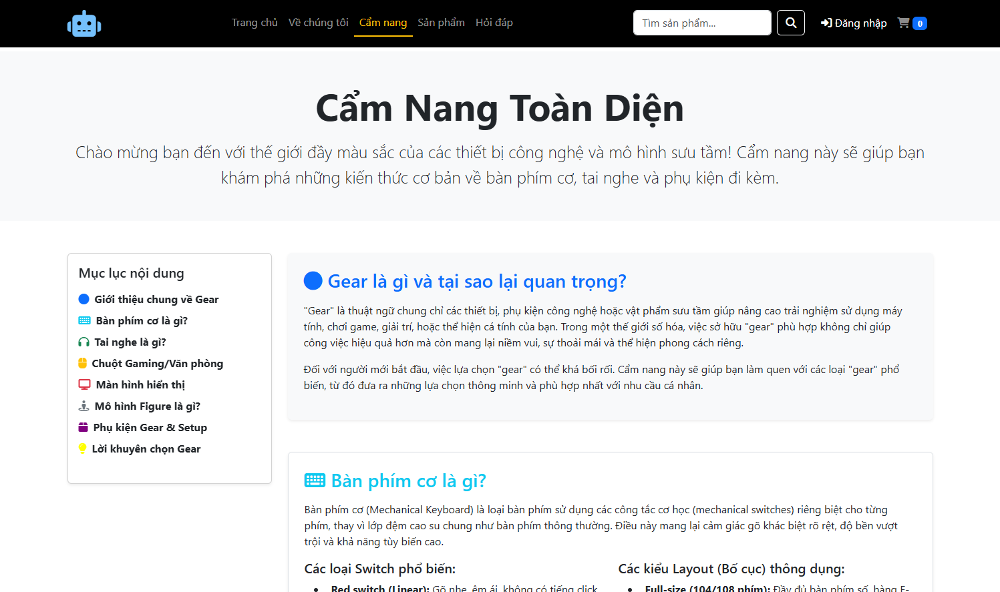 Trang chủ Về chúng tôi Cẩm nang Sản phẩm Hỏi đáp Tìm sản phẩm... Đăng nhập 0
Cẩm Nang Toàn Diện
Chào mừng bạn đến với thế giới đầy màu sắc của các thiết bị công nghệ và mô hình sưu tầm! Cẩm nang này sẽ giúp bạn
khám phá những kiến thức cơ bản về bàn phím cơ, tai nghe và phụ kiện đi kèm.
Mục lục nội dung
Giới thiệu chung về Gear
Bàn phím cơ là gì?
Tai nghe là gì?
Chuột Gaming/Văn phòng
Màn hình hiển thị
Mô hình Figure là gì?
Phụ kiện Gear & Setup
Lời khuyên chọn Gear
Gear là gì và tại sao lại quan trọng?
"Gear" là thuật ngữ chung chỉ các thiết bị, phụ kiện công nghệ hoặc vật phẩm sưu tầm giúp nâng cao trải nghiệm sử dụng máy
tính, chơi game, giải trí, hoặc thể hiện cá tính của bạn. Trong một thế giới số hóa, việc sở hữu "gear" phù hợp không chỉ giúp
công việc hiệu quả hơn mà còn mang lại niềm vui, sự thoải mái và thể hiện phong cách riêng.
Đối với người mới bắt đầu, việc lựa chọn "gear" có thể khá bối rối. Cẩm nang này sẽ giúp bạn làm quen với các loại "gear" phổ
biến, từ đó đưa ra những lựa chọn thông minh và phù hợp nhất với nhu cầu cá nhân.
Bàn phím cơ là gì?
Bàn phím cơ (Mechanical Keyboard) là loại bàn phím sử dụng các công tắc cơ học (mechanical switches) riêng biệt cho từng
phím, thay vì lớp đệm cao su chung như bàn phím thông thường. Điều này mang lại cảm giác gõ khác biệt rõ rệt, độ bền vượt
trội và khả năng tùy biến cao.
Các loại Switch phổ biến:
Red switch (Linear): Gõ nhẹ, êm ái, không có tiếng click
Các kiểu Layout (Bố cục) thông dụng:
Full-size (104/108 phím): Đầy đủ bàn phím số, hàng F-